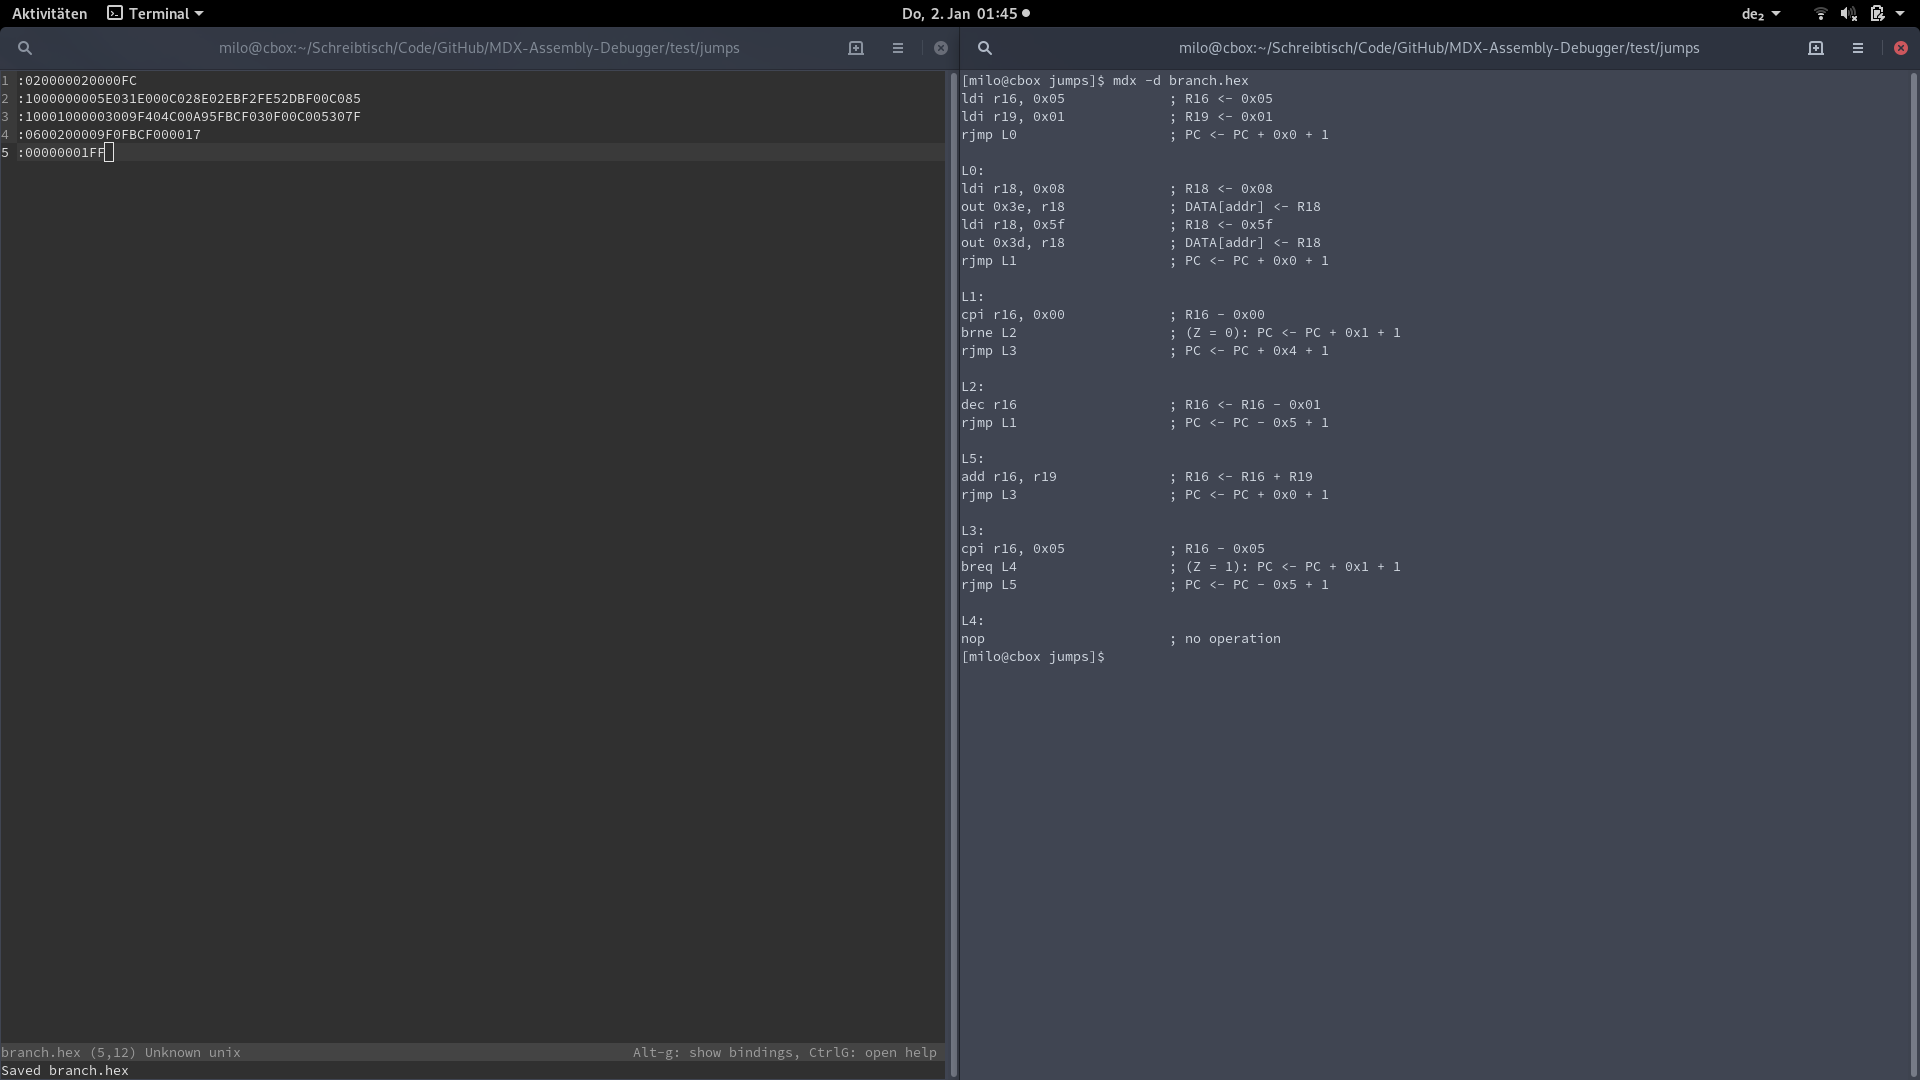 Aktivitäten Terminal Do, 2. Jan 01:45 de₂
milo@cbox:~/Schreibtisch/Code/GitHub/MDX-Assembly-Debugger/test/jumps
1 :020000020000FC
2 :1000000005E031E000C028E02EBF2FE52DBF00C085
3 :10001000003009F404C00A95FBCF030F00C005307F
4 :0600200009F0FBCF000017
5 :00000001FF
branch.hex (5,12) Unknown unix Alt-g: show bindings, CtrlG: open help
Saved branch.hex
milo@cbox:~/Schreibtisch/Code/GitHub/MDX-Assembly-Debugger/test/jumps
[milo@cbox jumps]$ mdx -d branch.hex
ldi r16, 0x05 ; R16 <- 0x05
ldi r19, 0x01 ; R19 <- 0x01
rjmp L0 ; PC <- PC + 0x0 + 1
L0:
ldi r18, 0x08 ; R18 <- 0x08
out 0x3e, r18 ; DATA[addr] <- R18
ldi r18, 0x5f ; R18 <- 0x5f
out 0x3d, r18 ; DATA[addr] <- R18
rjmp L1 ; PC <- PC + 0x0 + 1
L1:
cpi r16, 0x00 ; R16 - 0x00
brne L2 ; (Z = 0): PC <- PC + 0x1 + 1
rjmp L3 ; PC <- PC + 0x4 + 1
L2:
dec r16 ; R16 <- R16 - 0x01
rjmp L1 ; PC <- PC - 0x5 + 1
L5:
add r16, r19 ; R16 <- R16 + R19
rjmp L3 ; PC <- PC + 0x0 + 1
L3:
cpi r16, 0x05 ; R16 - 0x05
breq L4 ; (Z = 1): PC <- PC + 0x1 + 1
rjmp L5 ; PC <- PC - 0x5 + 1
L4:
nop ; no operation
[milo@cbox jumps]$